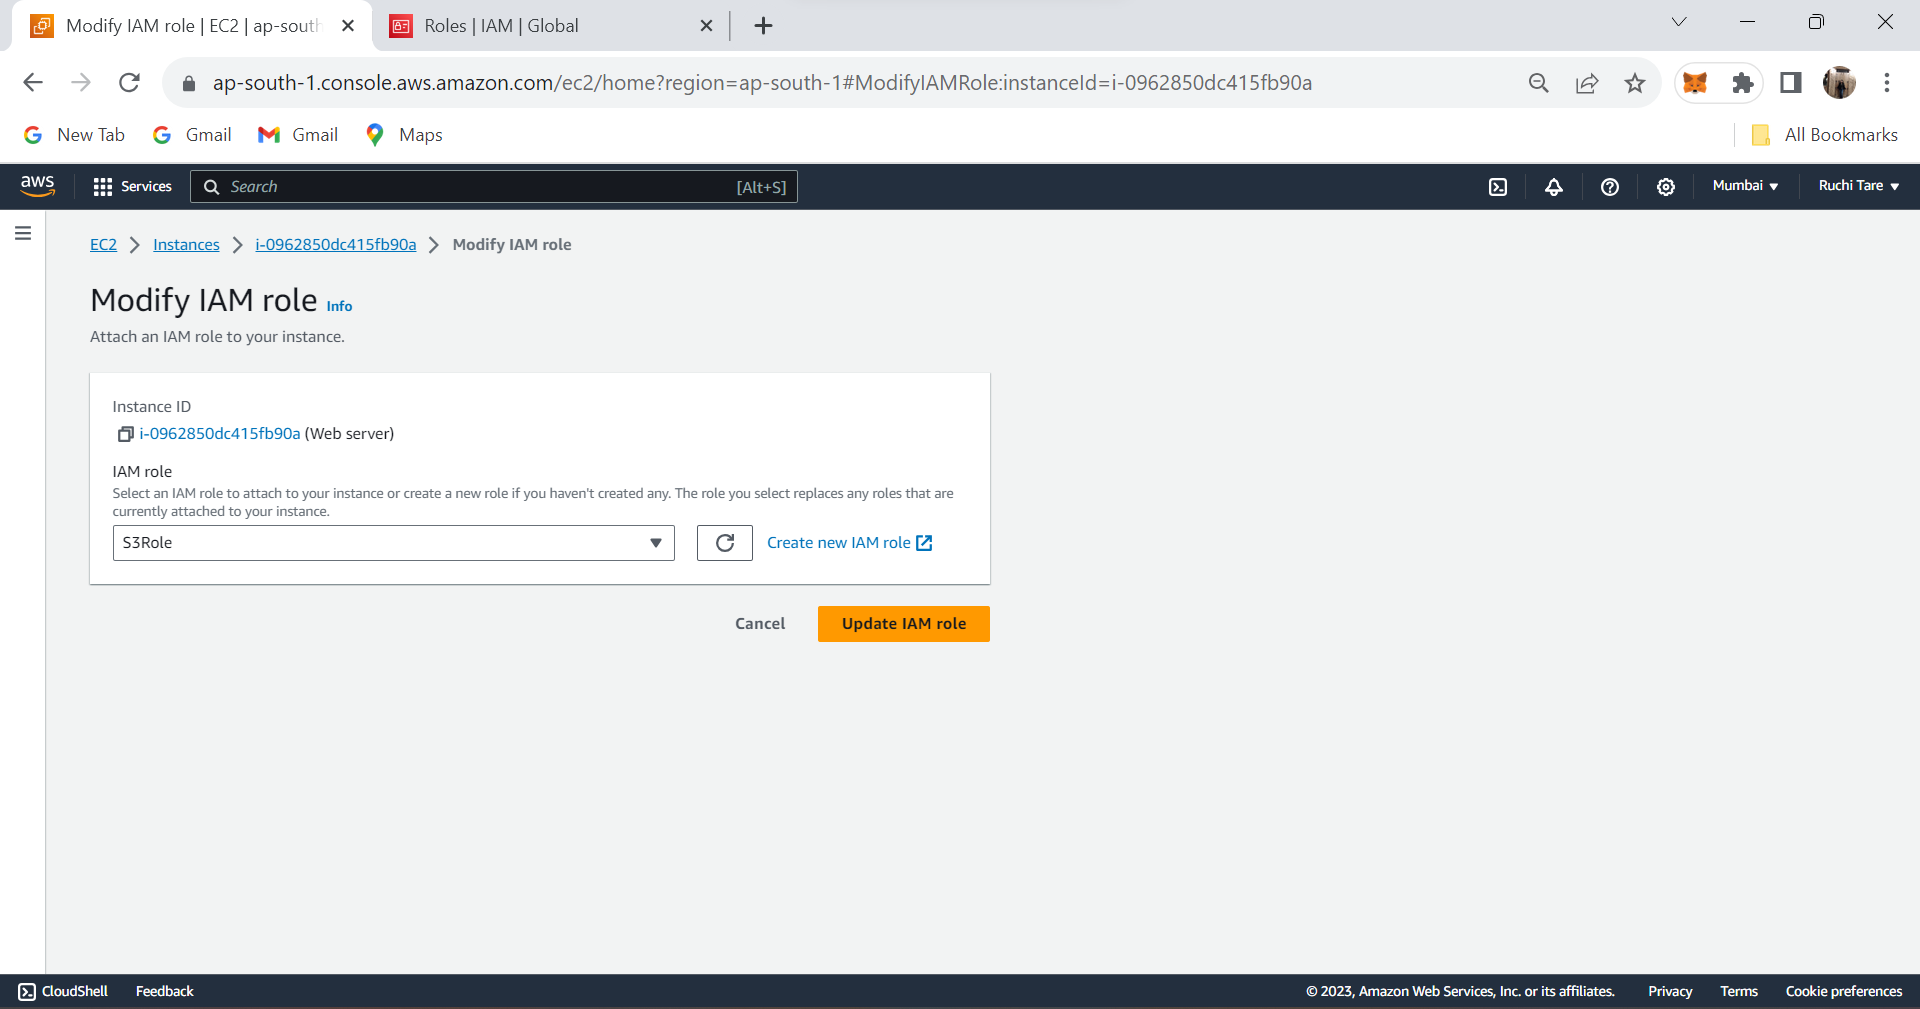 Modify IAM role | EC2 | ap-south
Roles | IAM | Global
ap-south-1.console.aws.amazon.com/ec2/home?region=ap-south-1#ModifyIAMRole:instanceId=i-0962850dc415fb90a
New Tab
Gmail
Gmail
Maps
All Bookmarks
aws
Services
Search
[Alt+S]
Mumbai
Ruchi Tare
EC2
Instances
i-0962850dc415fb90a
Modify IAM role
Modify IAM role Info
Attach an IAM role to your instance.
Instance ID
i-0962850dc415fb90a (Web server)
IAM role
Select an IAM role to attach to your instance or create a new role if you haven't created any. The role you select replaces any roles that are
currently attached to your instance.
S3Role
Create new IAM role
Cancel
Update IAM role
CloudShell
Feedback
© 2023, Amazon Web Services, Inc. or its affiliates.
Privacy
Terms
Cookie preferences